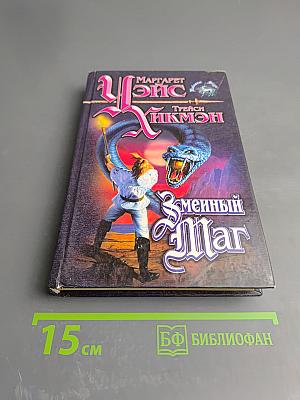 Маргарет
Уэйс
Трейси
Хикмэн
Змеиный
Маг
15 см
БФ БИБЛИОФАН